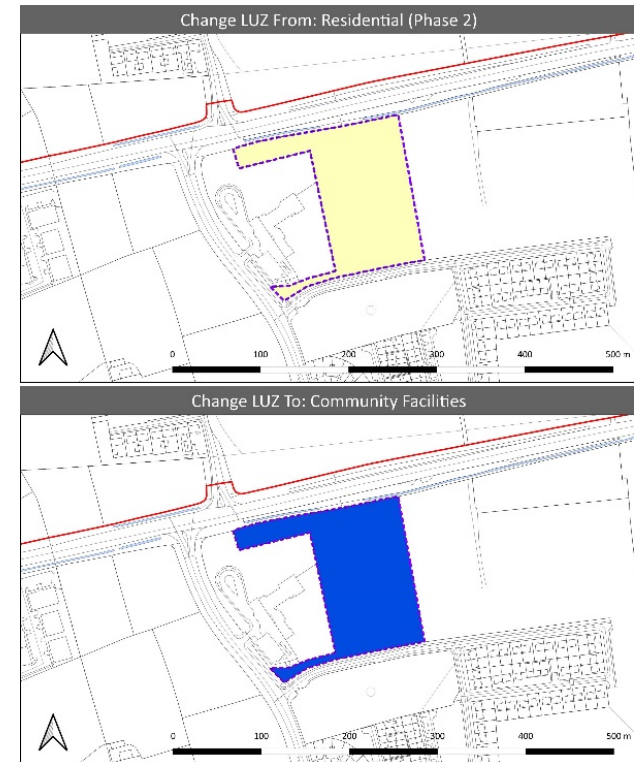 Change LUZ From: Residential (Phase 2)
0 100 200 300 400 500 m
Change LUZ To: Community Facilities
0 100 200 300 400 500 m